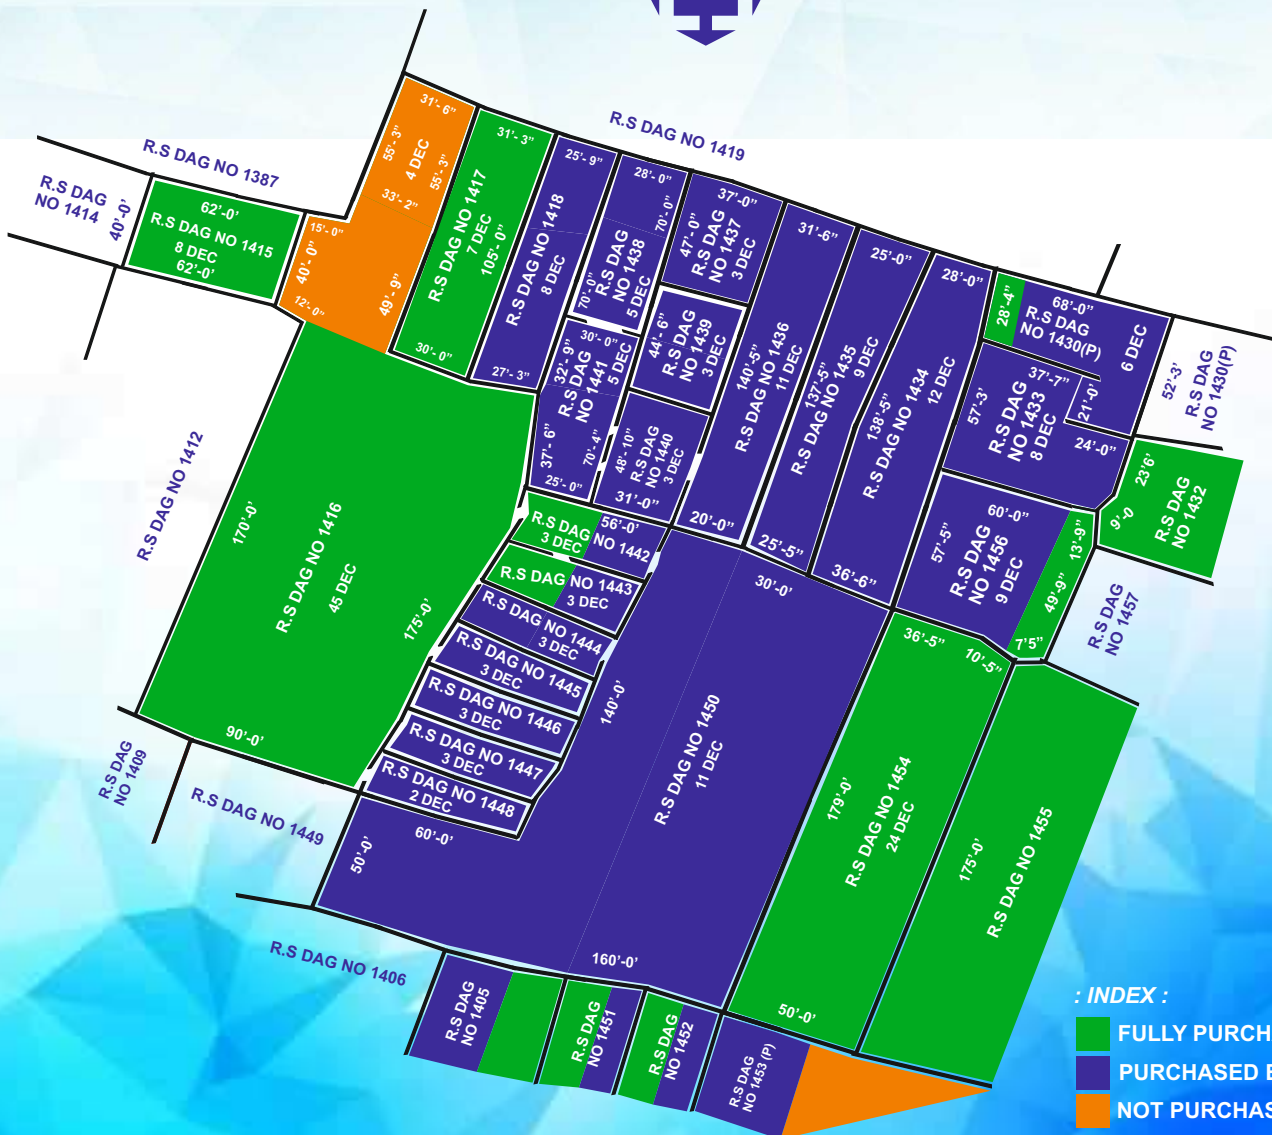 R.S DAG NO 1419
R.S DAG NO 1387
R.S DAG
NO 1414
40'-0'
62'-0'
R.S DAG NO 1415
8 DEC
62'-0'
31'- 6"
55'- 3"
4 DEC
55'- 3"
33'- 2"
15'- 0"
40'- 0"
12'- 0"
49'- 9"
31'- 3"
R.S DAG NO 1417
7 DEC
105'- 0"
30'- 0"
25'- 9"
R.S DAG NO 1418
8 DEC
27'- 3"
28'- 0"
70'- 0"
R.S DAG
NO 1438
5 DEC
70'- 0"
37'-0"
47'- 0"
R.S DAG
NO 1437
3 DEC
30'- 0"
32'- 9"
R.S DAG
NO 1441
5 DEC
37'- 6"
70'- 4"
25'- 0"
44'- 6"
R.S DAG
NO 1439
3 DEC
48'- 10"
R.S DAG
NO 1440
3 DEC
31'-0"
31'-6"
140'-5"
R.S DAG NO 1436
11 DEC
20'-0"
25'-0"
137'-5"
R.S DAG NO 1435
9 DEC
25'-5"
28'-0"
138'-5"
R.S DAG NO 1434
12 DEC
36'-6"
28'-4"
68'-0"
R.S DAG
NO 1430(P)
6 DEC
52'-3'
R.S DAG
NO 1430(P)
37'-7"
57'-3'
R.S DAG
NO 1433
8 DEC
21'-0'
24'-0"
23'6'
9'-0
R.S DAG
NO 1432
60'-0"
57'-5"
R.S DAG
NO 1456
9 DEC
13'-9"
49'-9"
7'5"
R.S DAG
NO 1457
R.S DAG NO 1412
170'-0'
R.S DAG NO 1416
45 DEC
175'-0'
90'-0'
R.S DAG
NO 1409
R.S DAG NO 1449
56'-0'
R.S DAG NO 1442
3 DEC
R.S DAG NO 1443
3 DEC
R.S DAG NO 1444
3 DEC
R.S DAG NO 1445
3 DEC
R.S DAG NO 1446
3 DEC
R.S DAG NO 1447
3 DEC
R.S DAG NO 1448
2 DEC
60'-0'
50'-0'
30'-0'
140'-0'
R.S DAG NO 1450
11 DEC
160'-0'
36'-5"
10'-5"
179'-0'
R.S DAG NO 1454
24 DEC
50'-0'
175'-0'
R.S DAG NO 1455
R.S DAG NO 1406
R.S DAG
NO 1405
R.S DAG
NO 1451
R.S DAG
NO 1452
R.S DAG
NO 1453 (P)
: INDEX :
FULLY PURCH
PURCHASED
NOT PURCHAS